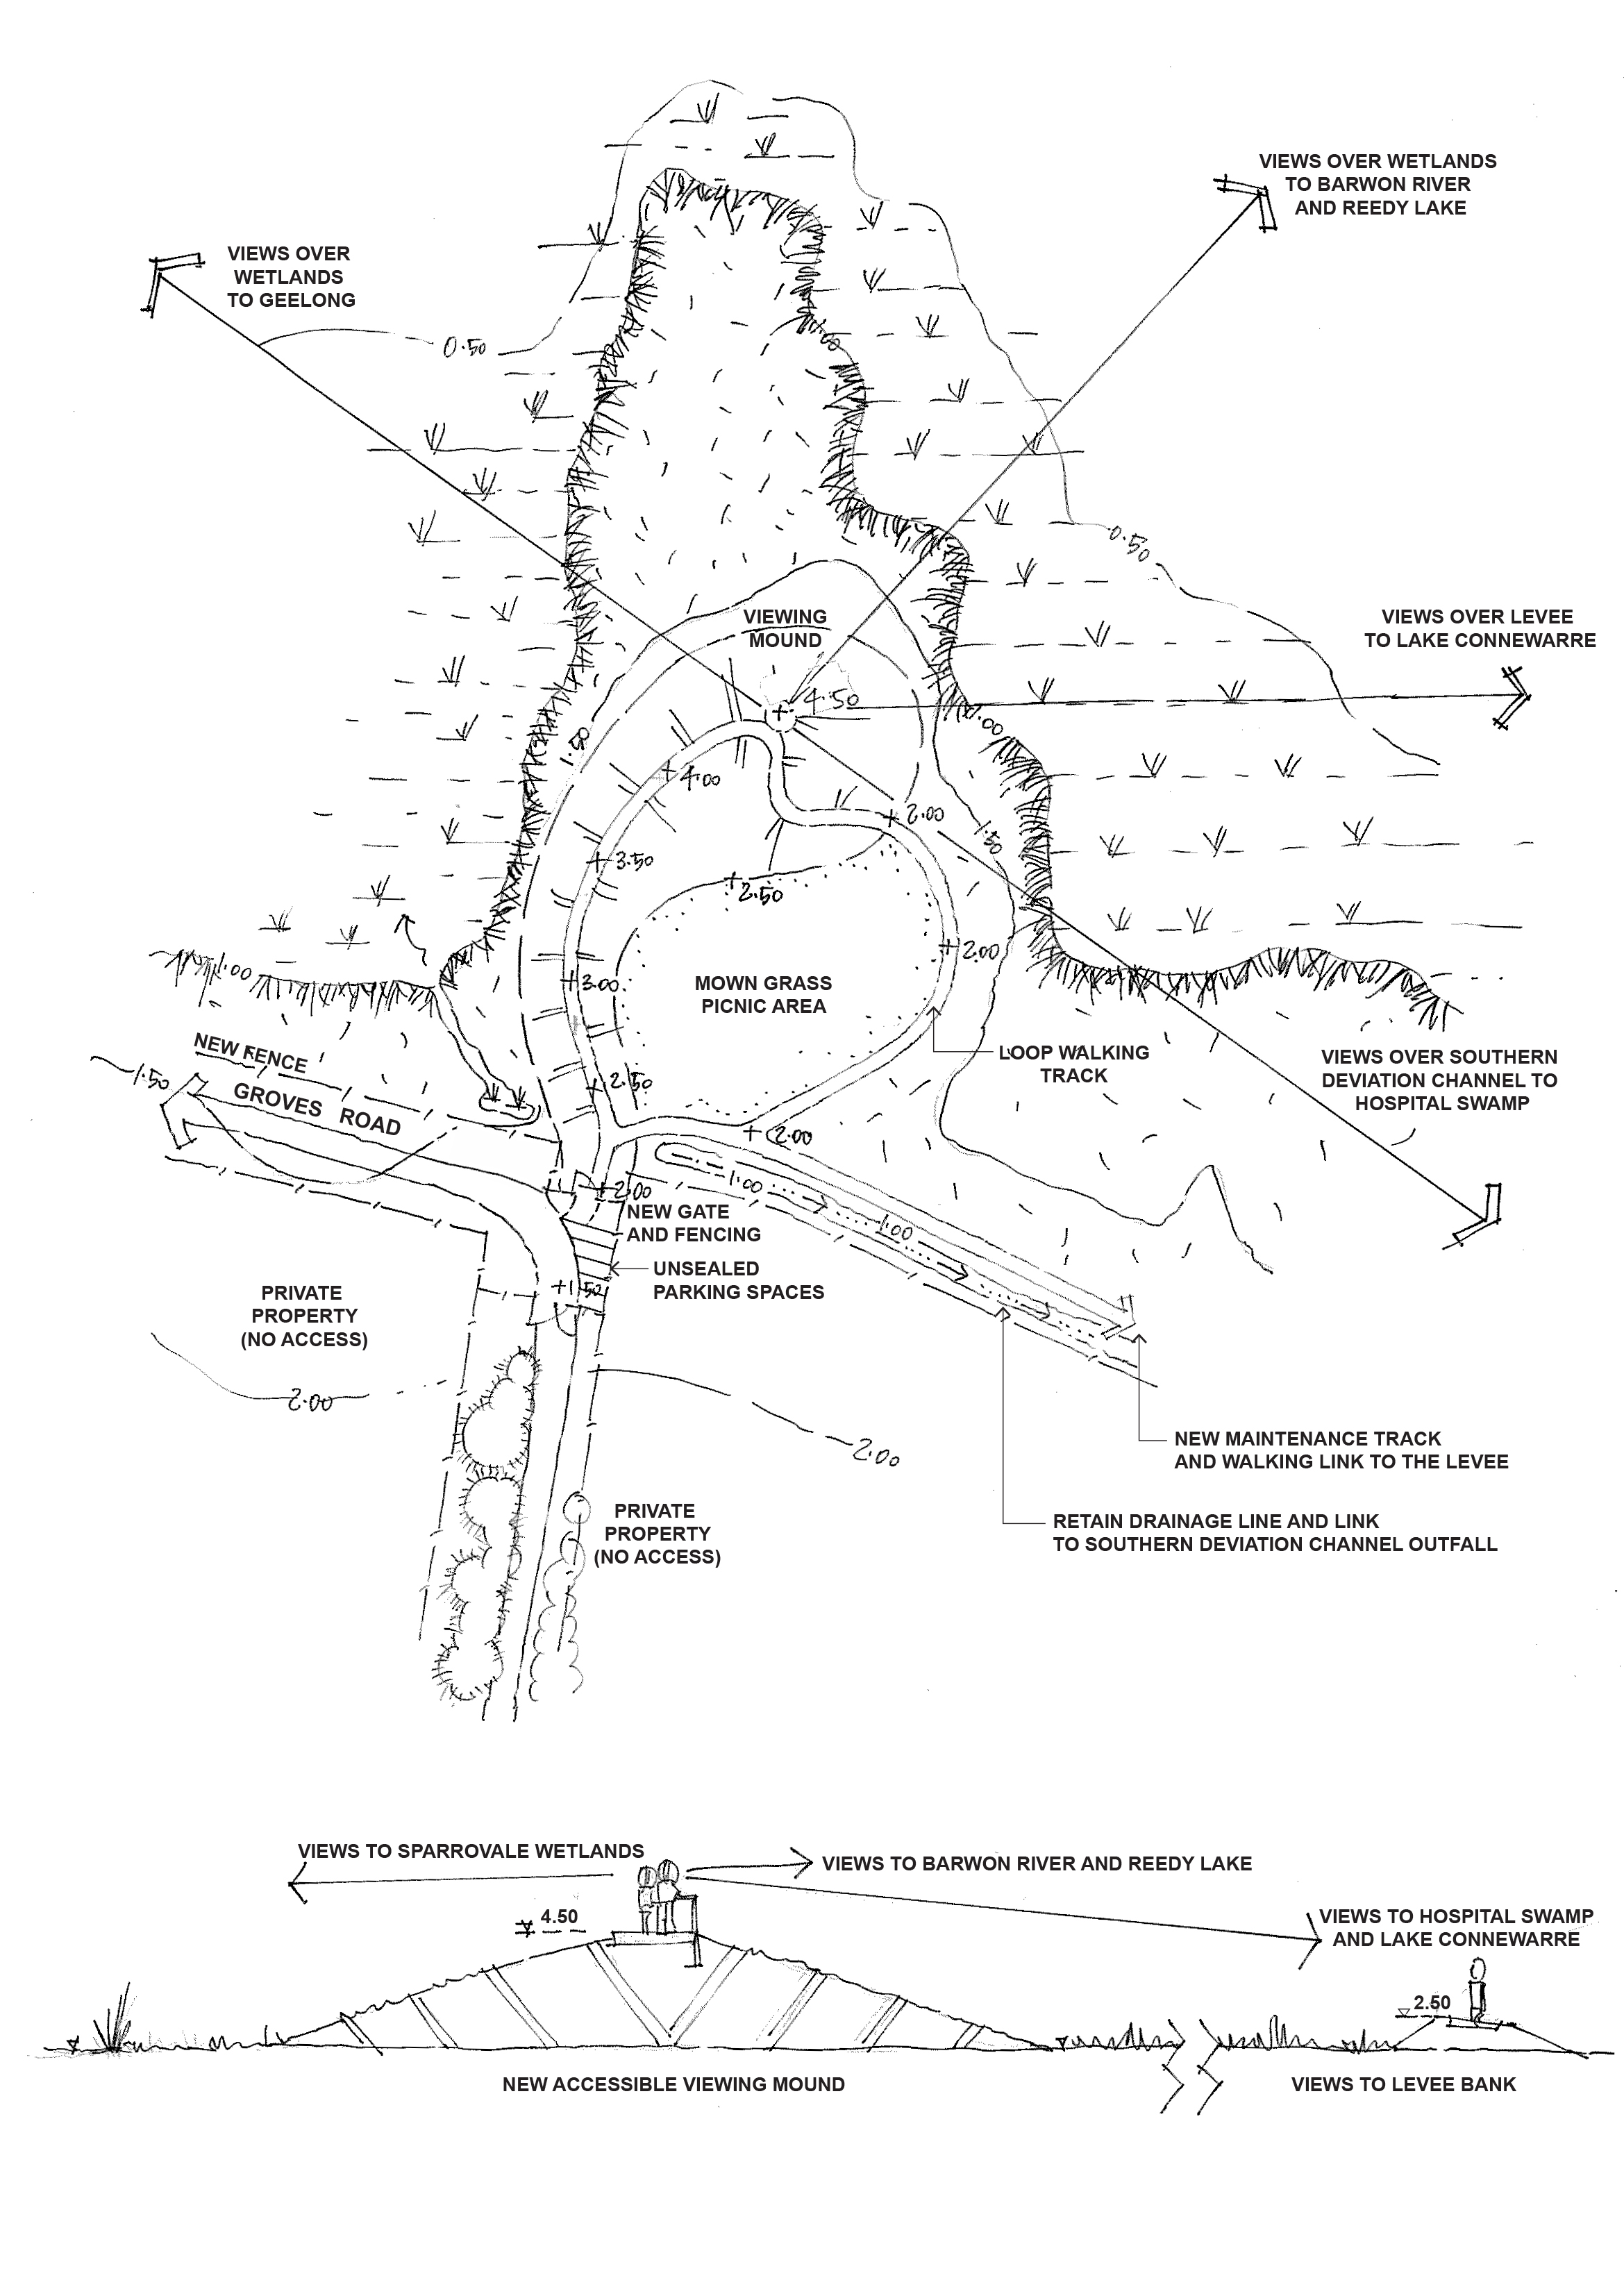 VIEWS OVER WETLANDS
TO BARWON RIVER
AND REEDY LAKE
VIEWS OVER
WETLANDS
TO GEELONG
0.50
0.50
VIEWING
MOUND
VIEWS OVER LEVEE
TO LAKE CONNEWARRE
4.50
1.00
1.50
4.00
2.00
1.50
3.50
2.50
2.00
1.00
3.00
MOWN GRASS
PICNIC AREA
NEW FENCE
LOOP WALKING
TRACK
VIEWS OVER SOUTHERN
DEVIATION CHANNEL TO
HOSPITAL SWAMP
1.50
GROVES ROAD
2.50
2.00
1.00
2.00
NEW GATE
AND FENCING
1.00
UNSEALED
PARKING SPACES
1.50
PRIVATE
PROPERTY
(NO ACCESS)
2.00
2.00
NEW MAINTENANCE TRACK
AND WALKING LINK TO THE LEVEE
PRIVATE
PROPERTY
(NO ACCESS)
RETAIN DRAINAGE LINE AND LINK
TO SOUTHERN DEVIATION CHANNEL OUTFALL
VIEWS TO SPARROVALE WETLANDS
VIEWS TO BARWON RIVER AND REEDY LAKE
4.50
VIEWS TO HOSPITAL SWAMP
AND LAKE CONNEWARRE
2.50
NEW ACCESSIBLE VIEWING MOUND
VIEWS TO LEVEE BANK